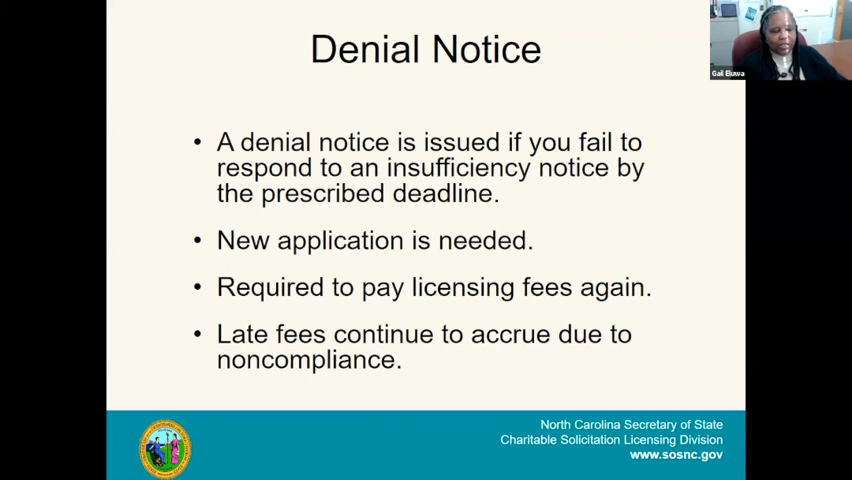 Denial Notice
Gail Eluwa
• A denial notice is issued if you fail to
respond to an insufficiency notice by
the prescribed deadline.
• New application is needed.
• Required to pay licensing fees again.
• Late fees continue to accrue due to
noncompliance.
North Carolina Secretary of State
Charitable Solicitation Licensing Division
www.sosnc.gov